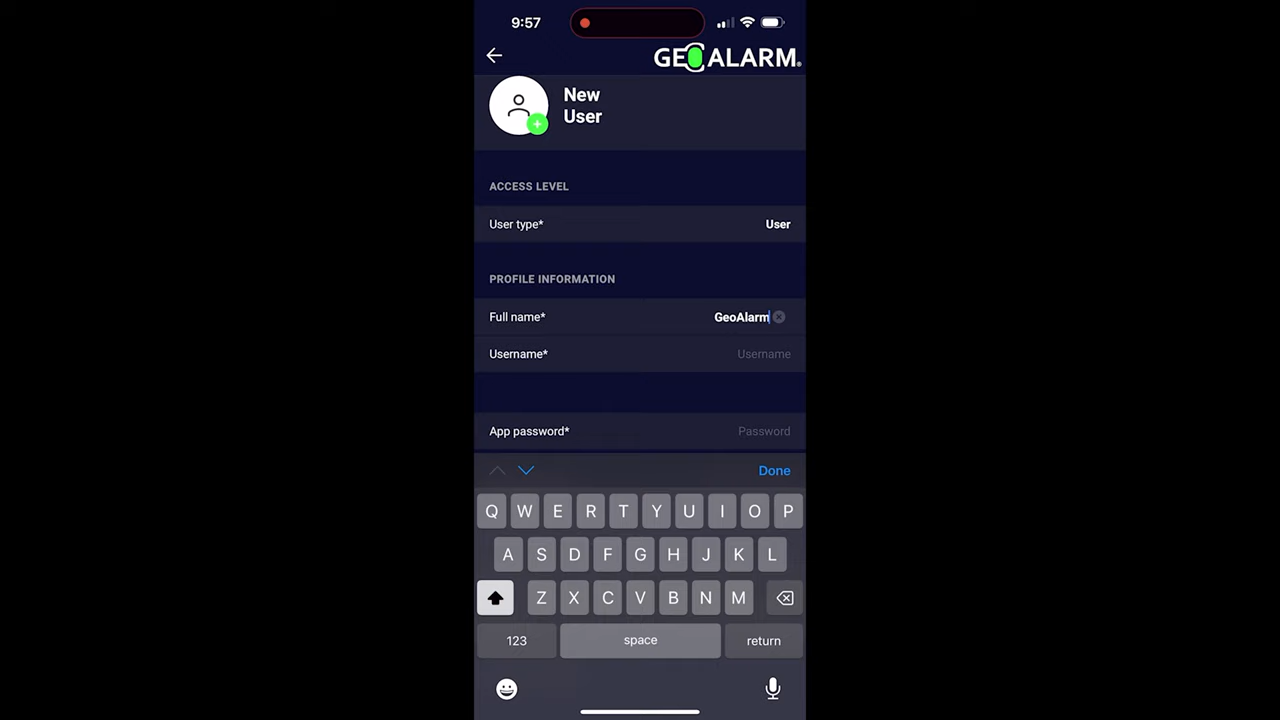 9:57
GEOALARM®
New
User
ACCESS LEVEL
User type* User
PROFILE INFORMATION
Full name* GeoAlarm
Username* Username
App password* Password
Done
Q W E R T Y U I O P
A S D F G H J K L
Z X C V B N M
123 space return